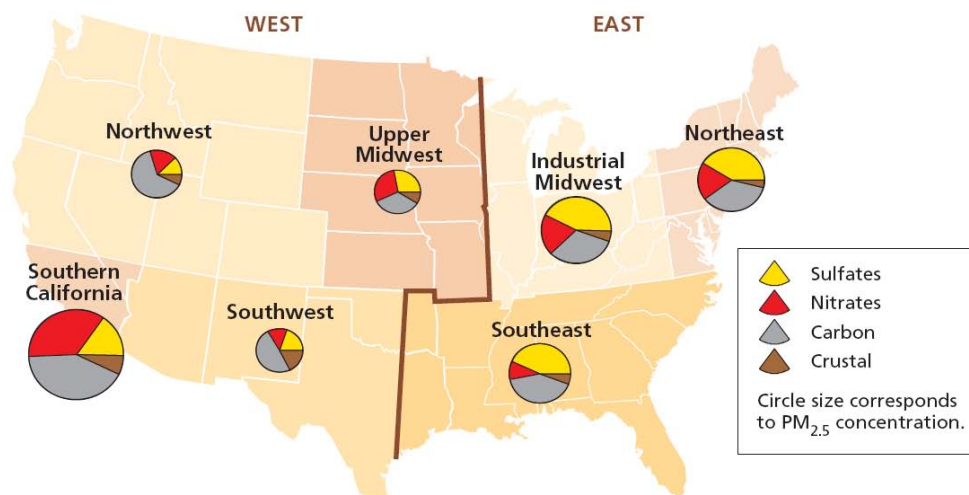 WEST
EAST
Northwest
Upper
Midwest
Industrial
Midwest
Northeast
Southern
California
Southwest
Southeast
Sulfates
Nitrates
Carbon
Crustal
Circle size corresponds
to PM2.5 concentration.